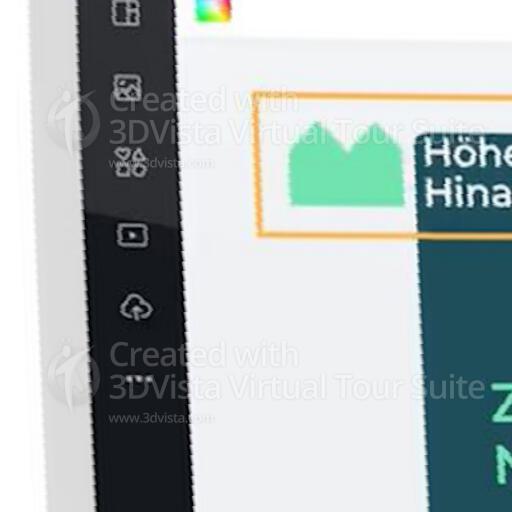 Created with
3DVista Virtual Tour Suite
www.3dvista.com
Höhe
Hina
Z
N
Created with
3DVista Virtual Tour Suite
www.3dvista.com